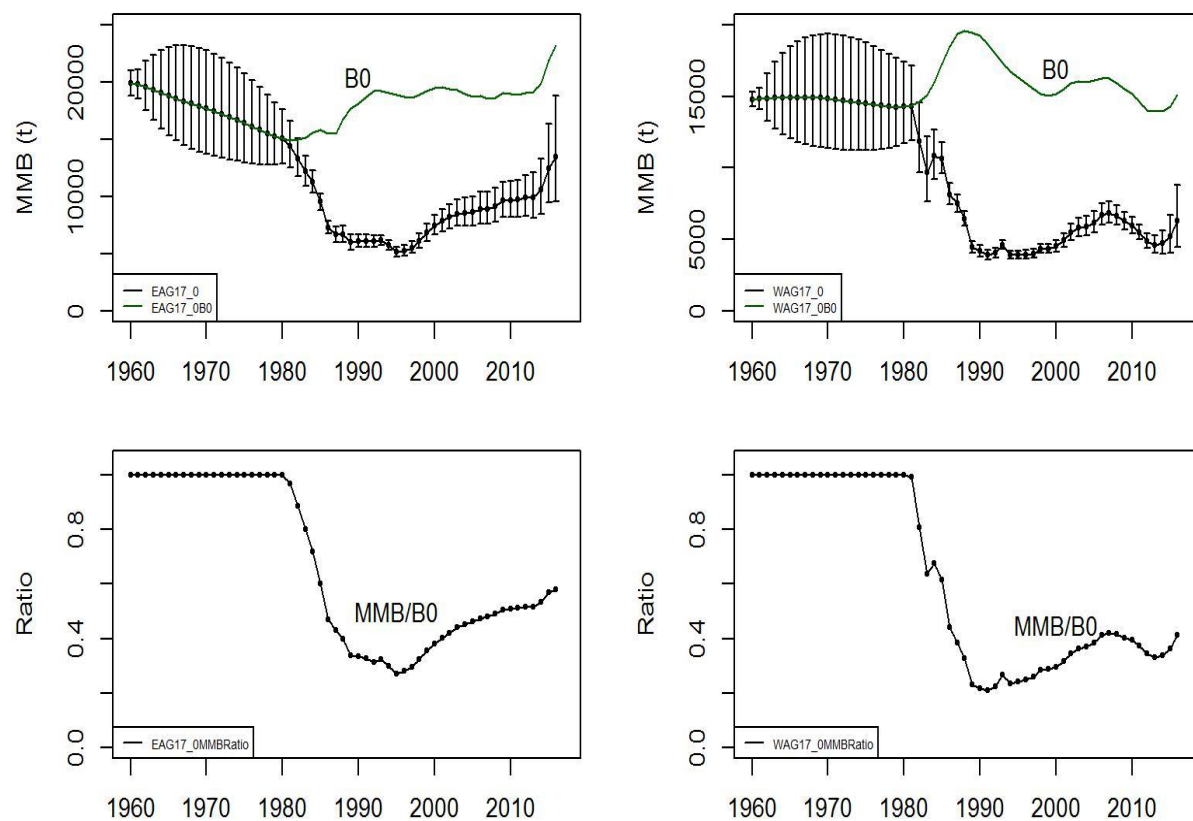 MMB (t)
20000
10000
0
B0
EAG17_0
EAG17_0B0
1960 1970 1980 1990 2000 2010
MMB (t)
15000
5000
0
B0
WAG17_0
WAG17_0B0
1960 1970 1980 1990 2000 2010
Ratio
0.8
0.4
0.0
MMB/B0
EAG17_0MMBRatio
1960 1970 1980 1990 2000 2010
Ratio
0.8
0.4
0.0
MMB/B0
WAG17_0MMBRatio
1960 1970 1980 1990 2000 2010